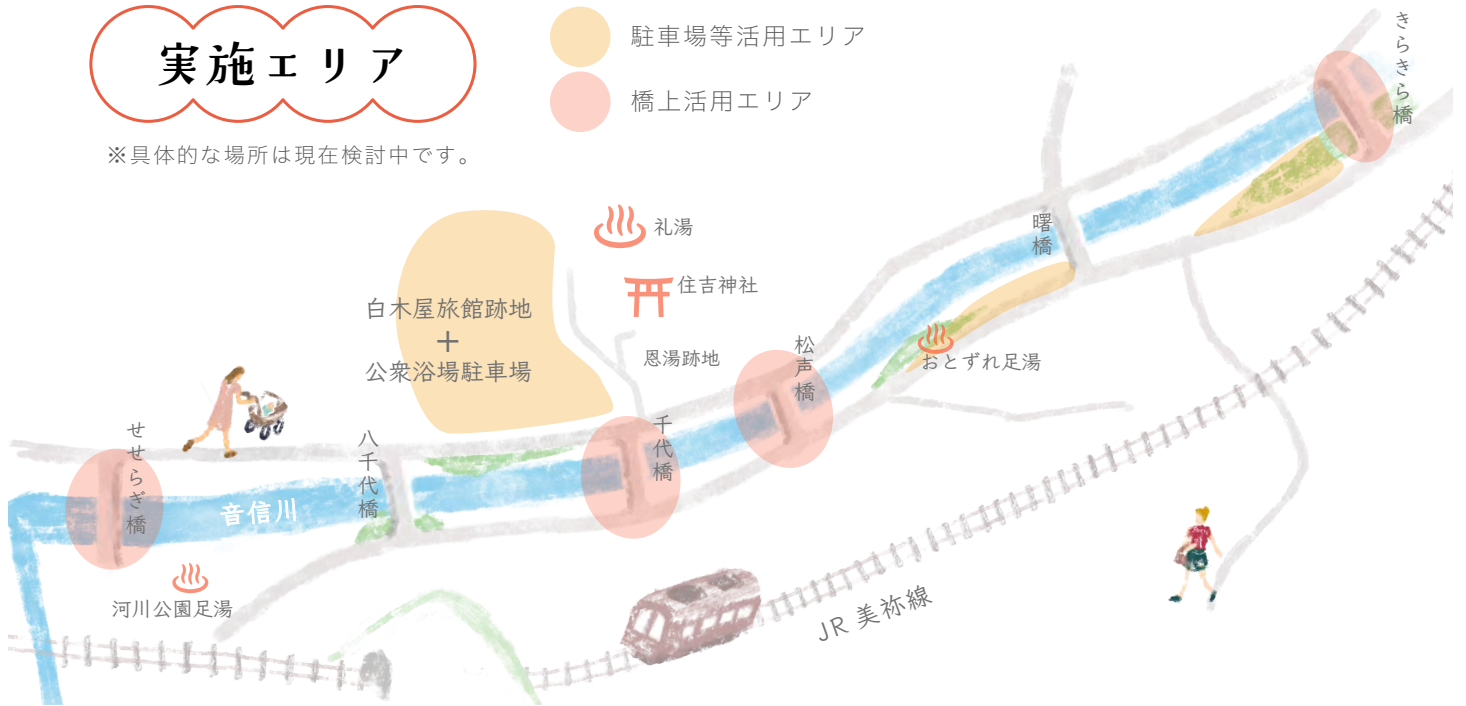 実施エリア
※具体的な場所は現在検討中です。
駐車場等活用エリア
橋上活用エリア
きらきら橋
曙橋
礼湯
住吉神社
白木屋旅館跡地
＋
公衆浴場駐車場
恩湯跡地
松声橋
おとずれ足湯
千代橋
八千代橋
せせらぎ橋
音信川
河川公園足湯
JR 美祢線